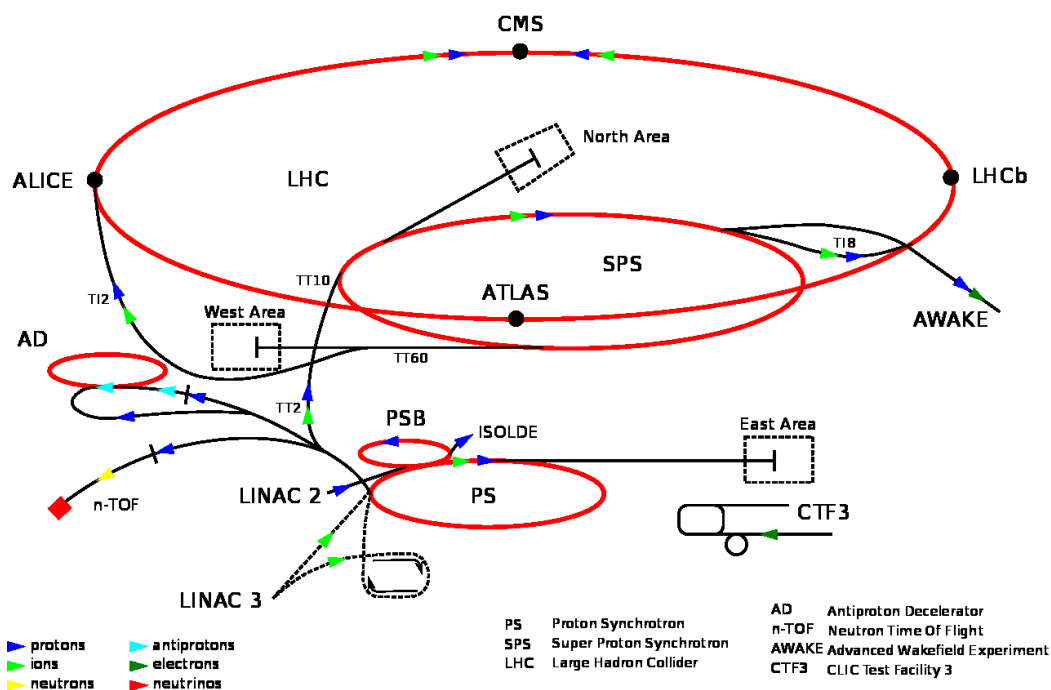 CMS
North Area
ALICE
LHC
LHCb
SPS
TI8
TT10
ATLAS
TI2
West Area
AWAKE
AD
TT60
TT2
PSB
ISOLDE
East Area
LINAC 2
PS
n-TOF
CTF3
LINAC 3
protons
ions
neutrons
antiprotons
electrons
neutrinos
PS Proton Synchrotron
SPS Super Proton Synchrotron
LHC Large Hadron Collider
AD Antiproton Decelerator
n-TOF Neutron Time Of Flight
AWAKE Advanced Wakefield Experiment
CTF3 CLIC Test Facility 3